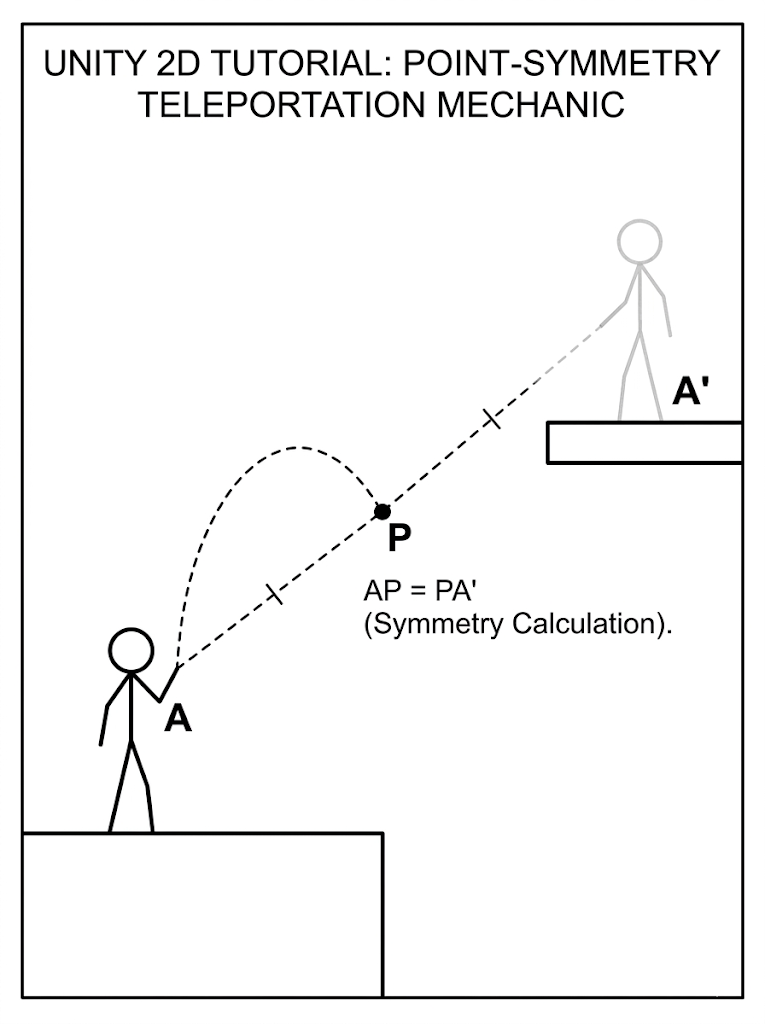 UNITY 2D TUTORIAL: POINT-SYMMETRY
TELEPORTATION MECHANIC
A'
P
AP = PA'
(Symmetry Calculation).
A